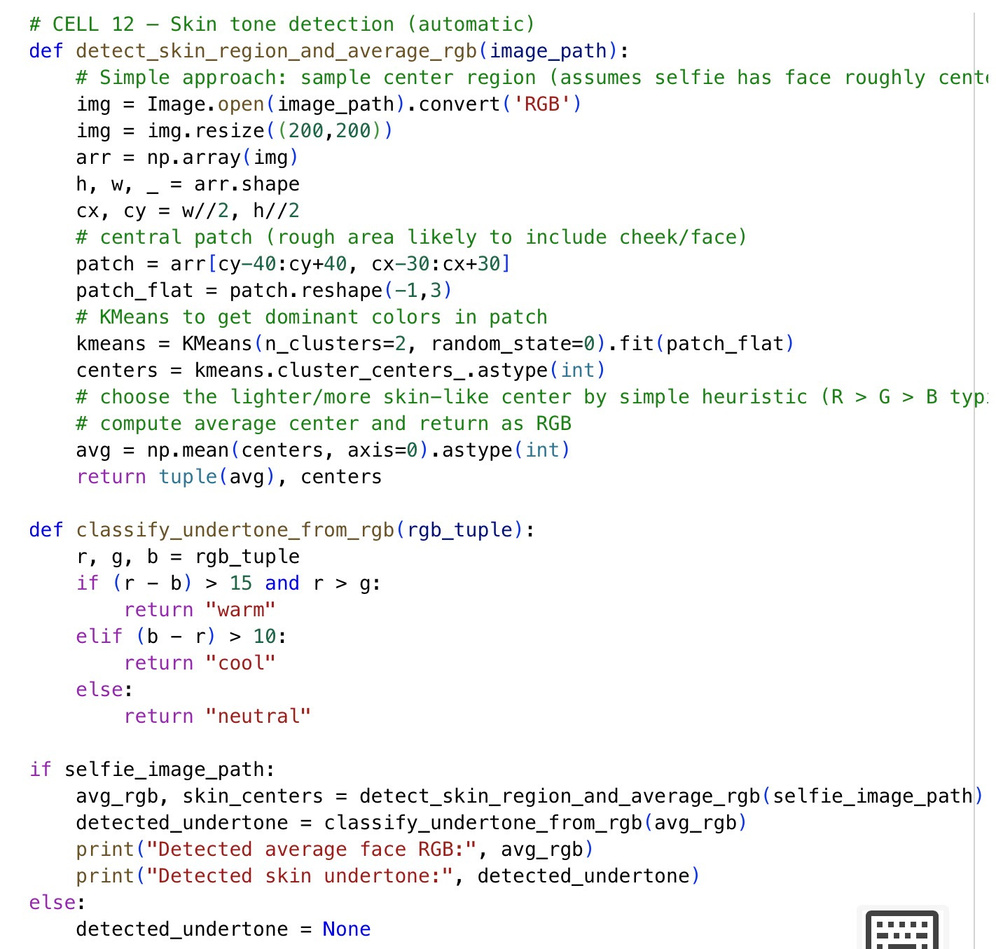 # CELL 12 — Skin tone detection (automatic)
def detect_skin_region_and_average_rgb(image_path):
    # Simple approach: sample center region (assumes selfie has face roughly
    img = Image.open(image_path).convert('RGB')
    img = img.resize((200,200))
    arr = np.array(img)
    h, w, _ = arr.shape
    cx, cy = w//2, h//2
    # central patch (rough area likely to include cheek/face)
    patch = arr[cy-40:cy+40, cx-30:cx+30]
    patch_flat = patch.reshape(-1,3)
    # KMeans to get dominant colors in patch
    kmeans = KMeans(n_clusters=2, random_state=0).fit(patch_flat)
    centers = kmeans.cluster_centers_.astype(int)
    # choose the lighter/more skin-like center by simple heuristic (R > G > B
    # compute average center and return as RGB
    avg = np.mean(centers, axis=0).astype(int)
    return tuple(avg), centers

def classify_undertone_from_rgb(rgb_tuple):
    r, g, b = rgb_tuple
    if (r - b) > 15 and r > g:
        return "warm"
    elif (b - r) > 10:
        return "cool"
    else:
        return "neutral"

if selfie_image_path:
    avg_rgb, skin_centers = detect_skin_region_and_average_rgb(selfie_image_path)
    detected_undertone = classify_undertone_from_rgb(avg_rgb)
    print("Detected average face RGB:", avg_rgb)
    print("Detected skin undertone:", detected_undertone)
else:
    detected_undertone = None